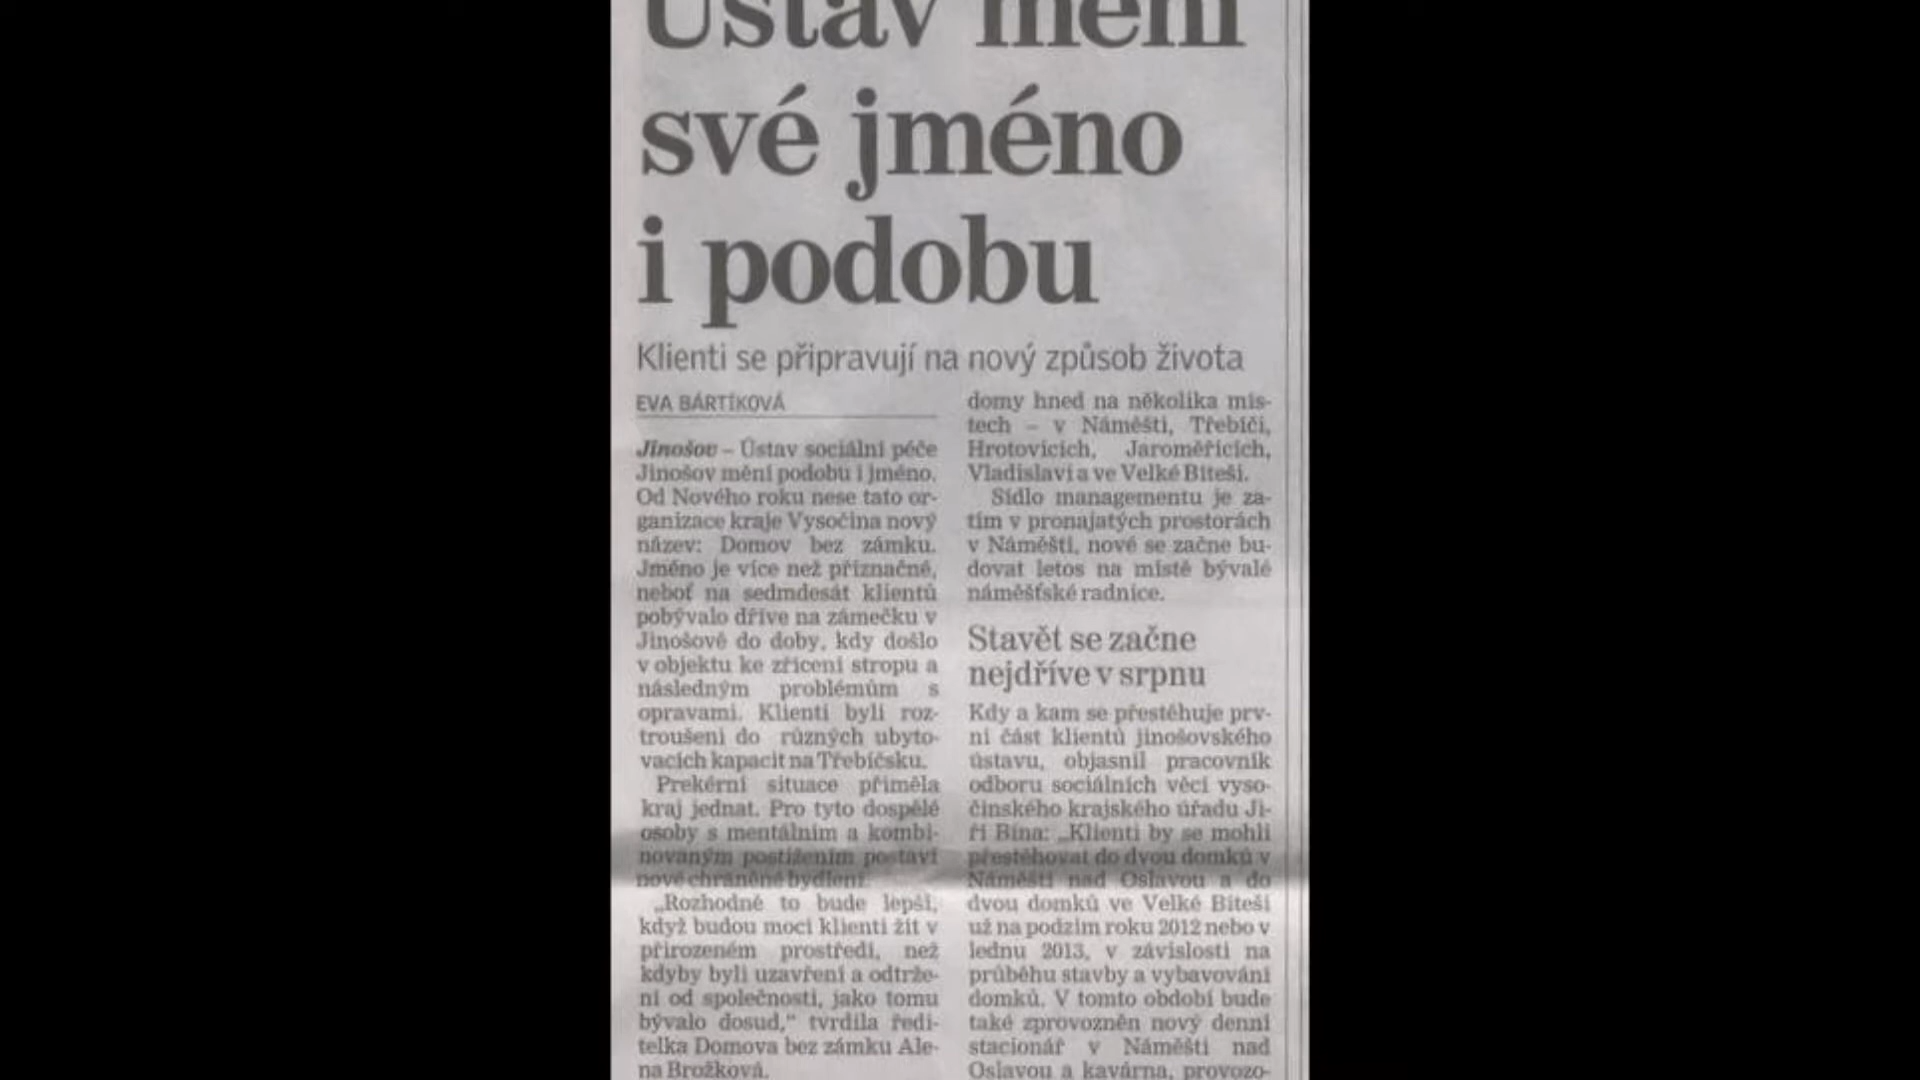 Ústav mění
své jméno
i podobu
Klienti se připravují na nový způsob života
EVA BÁRTÍKOVÁ
Jinošov – Ústav sociální péče
Jinošov mění podobu i jméno.
Od Nového roku nese tato or-
ganizace kraje Vysočina nový
název: Domov bez zámku.
Jméno je více než příznačné,
neboť na sedmdesát klientů
pobývalo dříve na zámečku v
Jinošově do doby, kdy došlo
v objektu ke zřícení stropu a
následným problémům s
opravami. Klienti byli roz-
troušeni do různých ubyto-
vacích kapacit na Třebíčsku.
Prekérní situace přiměla
kraj jednat. Pro tyto dospělé
osoby s mentálním a kombi-
novaným postižením postaví
nové chráněné bydlení.
„Rozhodně to bude lepší,
když budou moci klienti žít v
přirozeném prostředí, než
kdyby byli uzavření a odtrže-
ni od společnosti, jako tomu
bývalo dosud,“ tvrdila ředi-
telka Domova bez zámku Ale-
na Brožková.
domy hned na několika mís-
tech – v Náměšti, Třebíči,
Hrotovicích, Jaroměřicích,
Vladislavi a ve Velké Bíteši.
Sídlo managementu je za-
tím v pronajatých prostorách
v Náměšti, nové se začne bu-
dovat letos na místě bývalé
náměšťské radnice.
Stavět se začne
nejdříve v srpnu
Kdy a kam se přestěhuje prv-
ní část klientů jinošovského
ústavu, objasnil pracovník
odboru sociálních věcí vyso-
činského krajského úřadu Ji-
ří Bína: „Klienti by se mohli
přestěhovat do dvou domků v
Náměšti nad Oslavou a do
dvou domků ve Velké Bíteši
už na podzim roku 2012 nebo v
lednu 2013, v závislosti na
průběhu stavby a vybavování
domků. V tomto období bude
také zprovozněn nový denní
stacionář v Náměšti nad
Oslavou a kavárna, provozo-